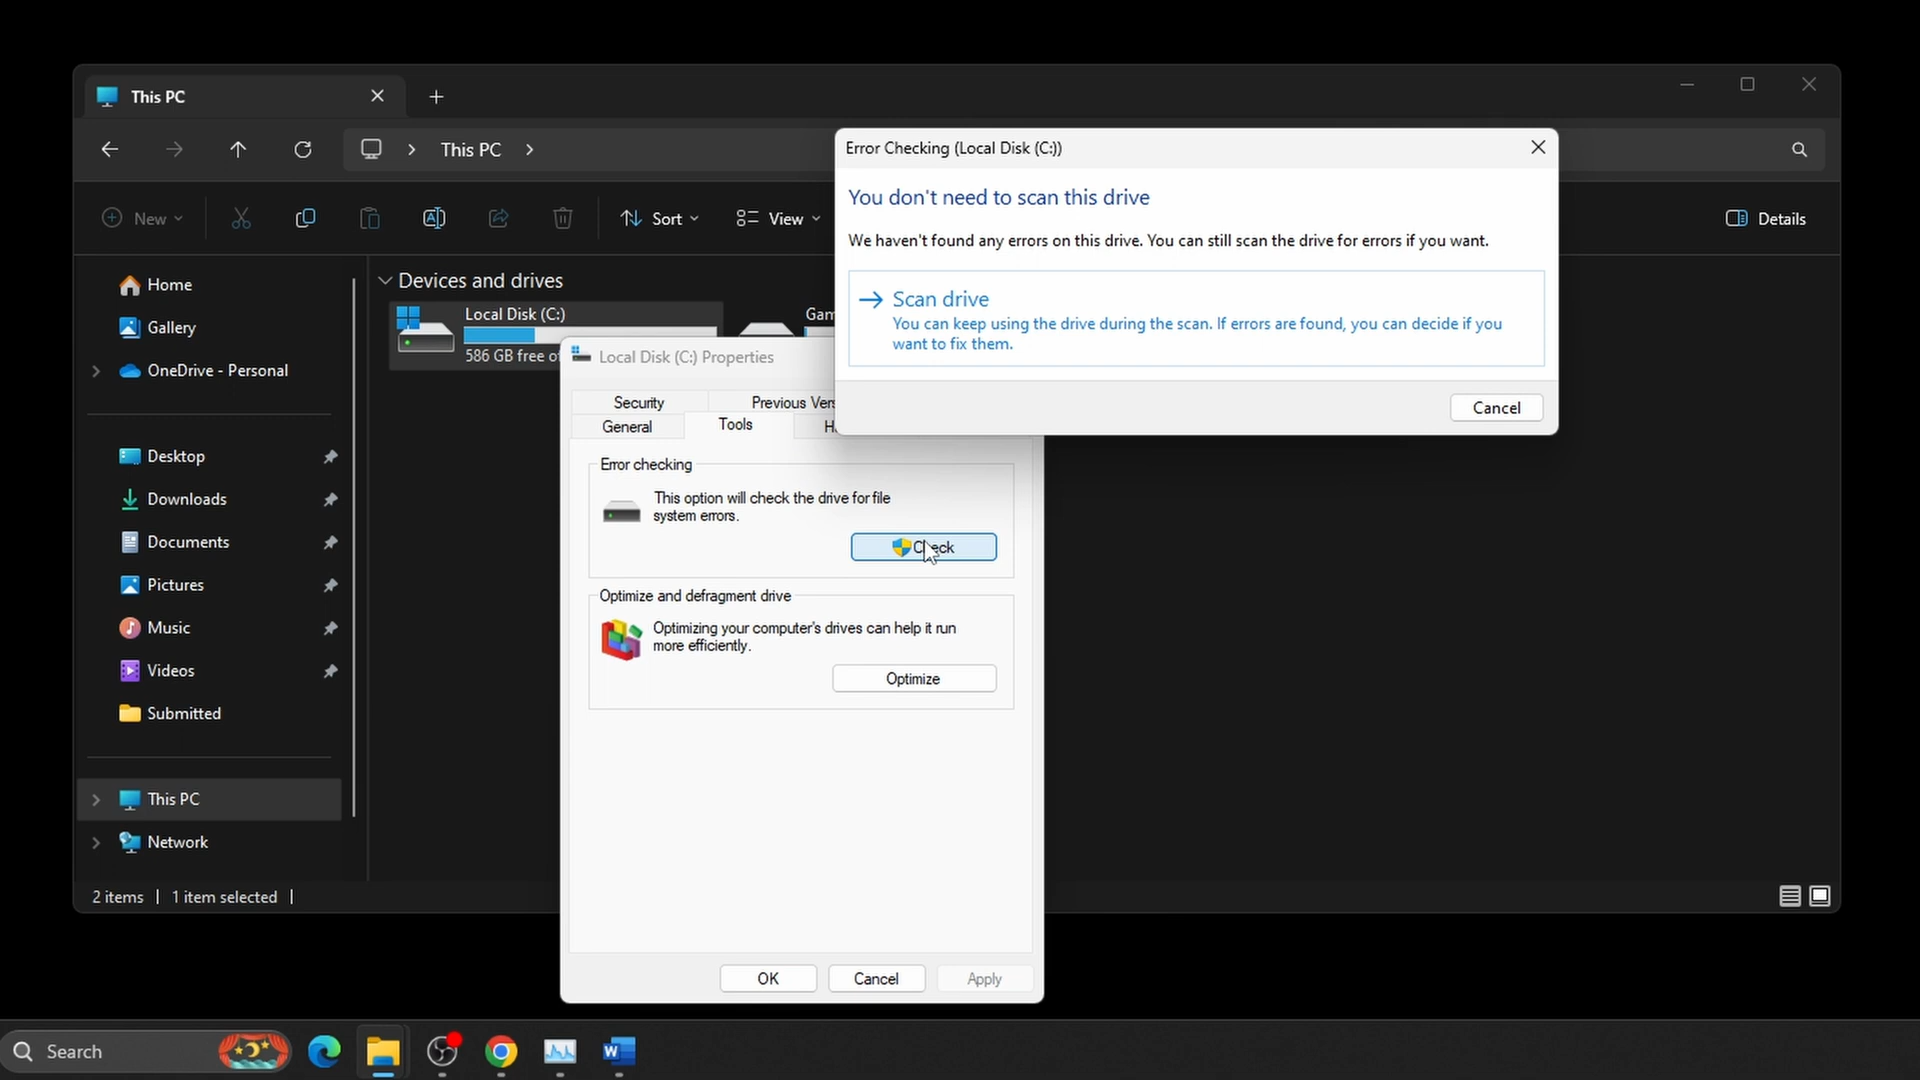 This PC
This PC
New
Sort
View
Details
Home
Gallery
OneDrive - Personal
Desktop
Downloads
Documents
Pictures
Music
Videos
Submitted
This PC
Network
Devices and drives
Local Disk (C:)
586 GB free
2 items
1 item selected
Local Disk (C:) Properties
Security
Previous
General
Tools
Error checking
This option will check the drive for file
system errors.
Check
Optimize and defragment drive
Optimizing your computer's drives can help it run
more efficiently.
Optimize
OK
Cancel
Apply
Error Checking (Local Disk (C:))
You don't need to scan this drive
We haven't found any errors on this drive. You can still scan the drive for errors if you want.
Scan drive
You can keep using the drive during the scan. If errors are found, you can decide if you
want to fix them.
Cancel
Search